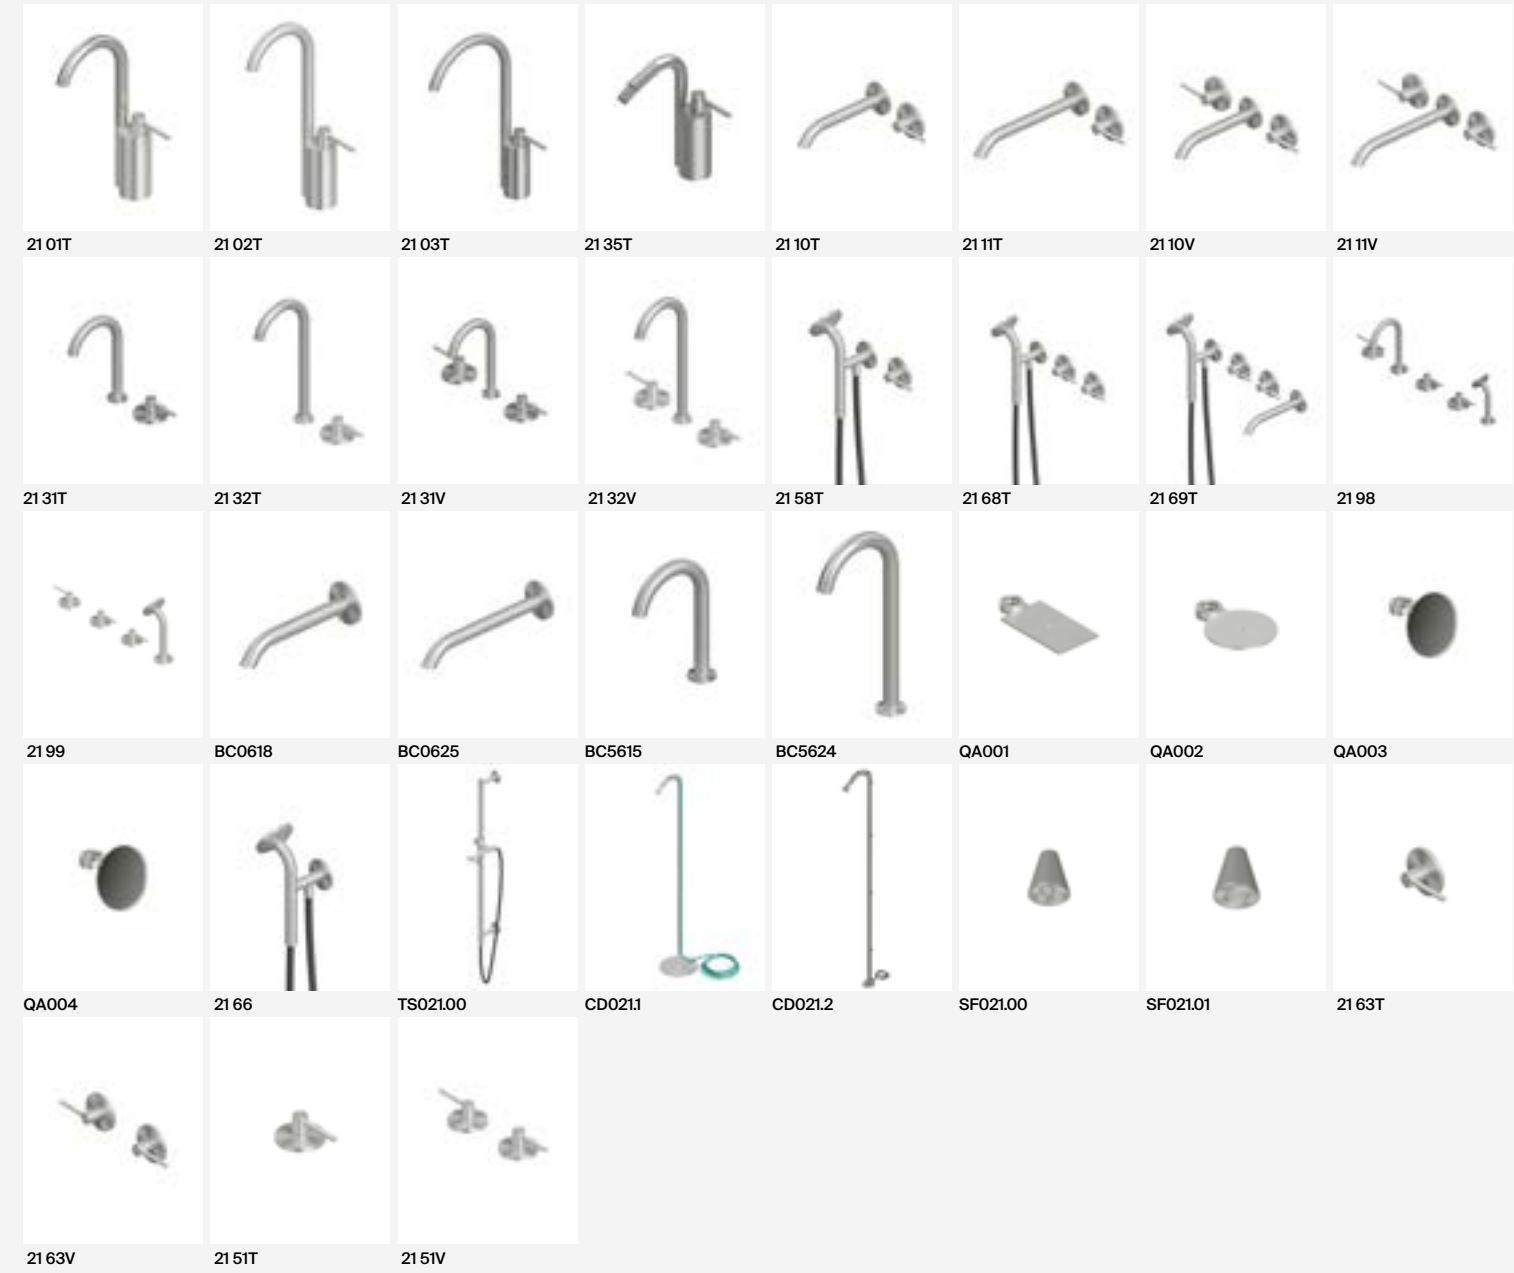 21 01T
21 02T
21 03T
21 35T
21 10T
21 11T
21 10V
21 11V
21 31T
21 32T
21 31V
21 32V
21 58T
21 68T
21 69T
21 98
21 99
BC0618
BC0625
BC5615
BC5624
QA001
QA002
QA003
QA004
21 66
TS021.00
CD021.1
CD021.2
SF021.00
SF021.01
21 63T
21 63V
21 51T
21 51V